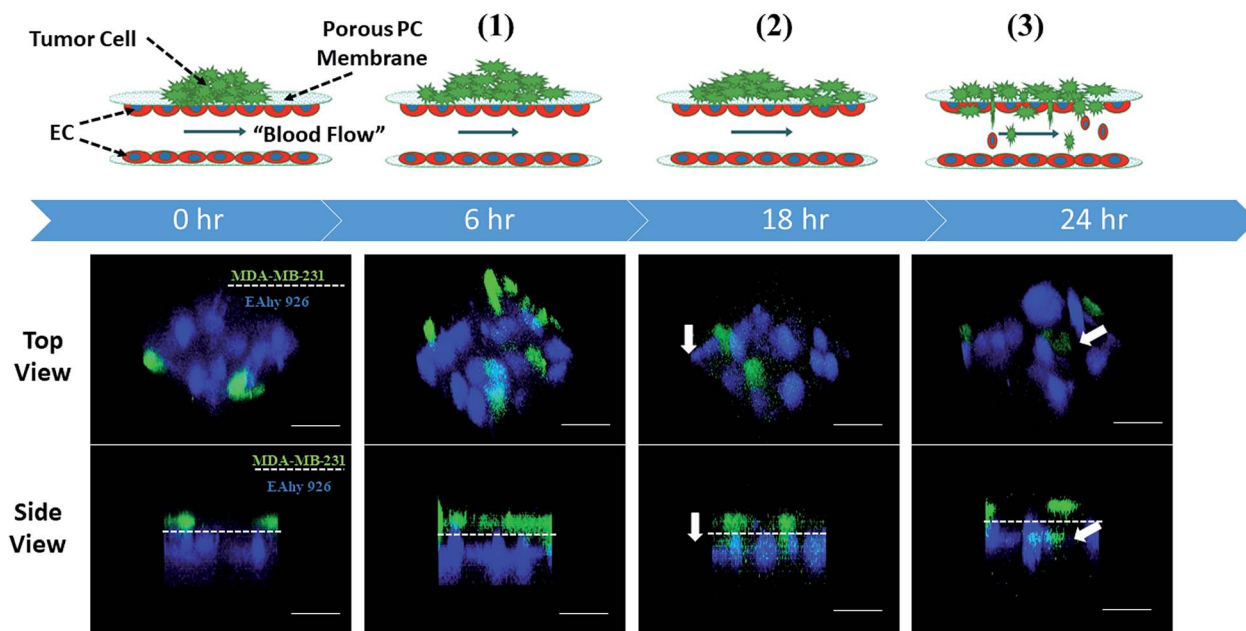 (1)
(2)
(3)
Tumor Cell
Porous PC
Membrane
EC
"Blood Flow"
0 hr
6 hr
18 hr
24 hr
Top
View
MDA-MB-231
EAhy 926
Side
View
MDA-MB-231
EAhy 926